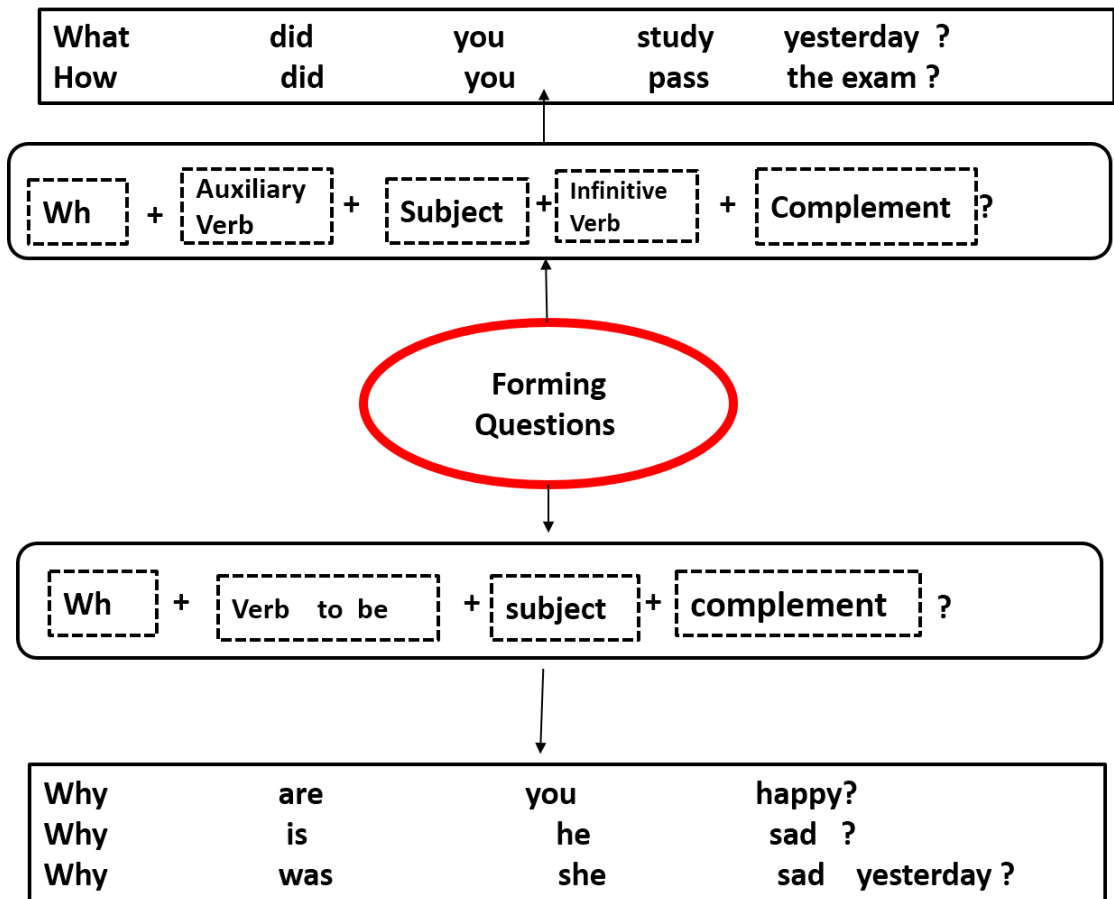 What did you study yesterday ?
How did you pass the exam ?
Wh + Auxiliary Verb + Subject + Infinitive Verb + Complement ?
Forming
Questions
Wh + Verb to be + subject + complement ?
Why are you happy?
Why is he sad ?
Why was she sad yesterday ?